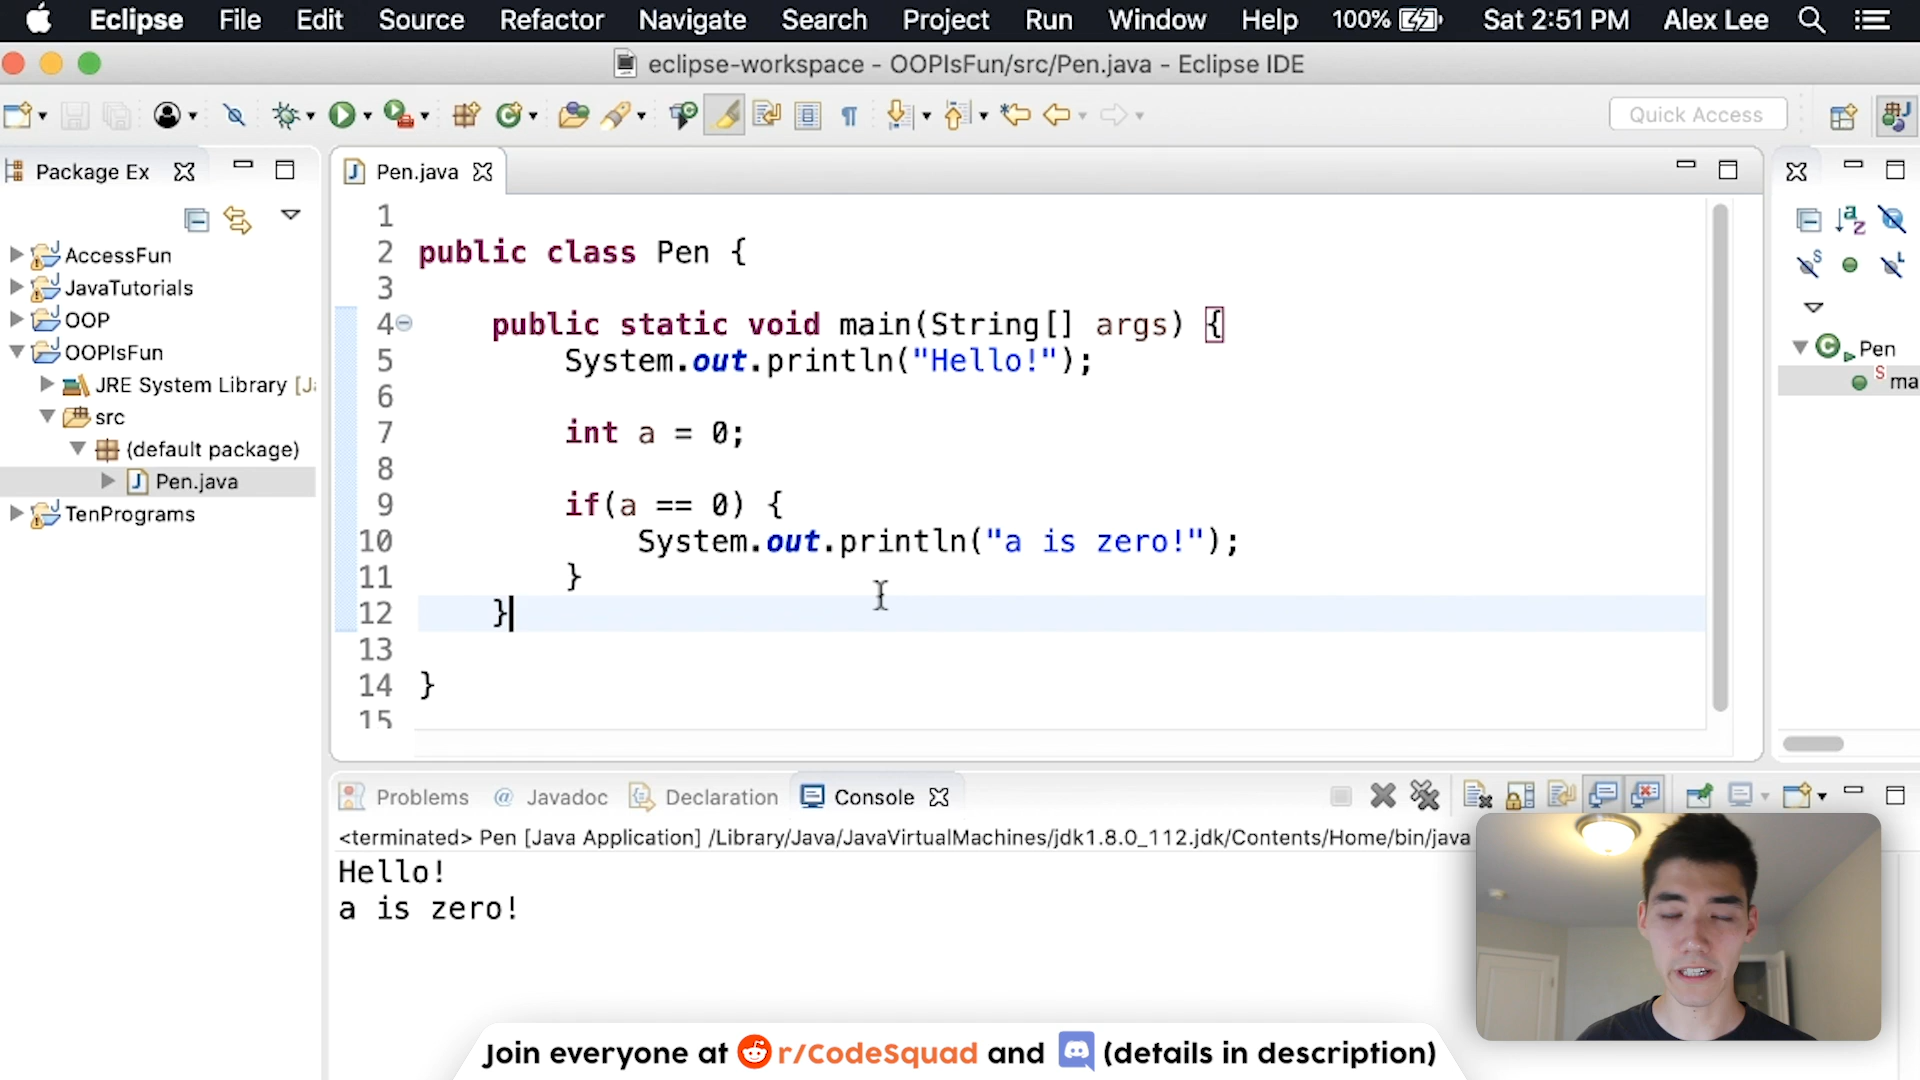 Eclipse File Edit Source Refactor Navigate Search Project Run Window Help 100% Sat 2:51 PM Alex Lee
eclipse-workspace - OOPIsFun/src/Pen.java - Eclipse IDE
Quick Access
Package Ex
AccessFun
JavaTutorials
OOP
OOPIsFun
JRE System Library [Ja
src
(default package)
Pen.java
TenPrograms
Pen.java
1
2 public class Pen {
3
4 public static void main(String[] args) {
5 System.out.println("Hello!");
6
7 int a = 0;
8
9 if(a == 0) {
10 System.out.println("a is zero!");
11 }
12 }
13
14 }
15
Pen
S ma
Problems @ Javadoc Declaration Console
<terminated> Pen [Java Application] /Library/Java/JavaVirtualMachines/jdk1.8.0_112.jdk/Contents/Home/bin/java
Hello!
a is zero!
Join everyone at r/CodeSquad and (details in description)